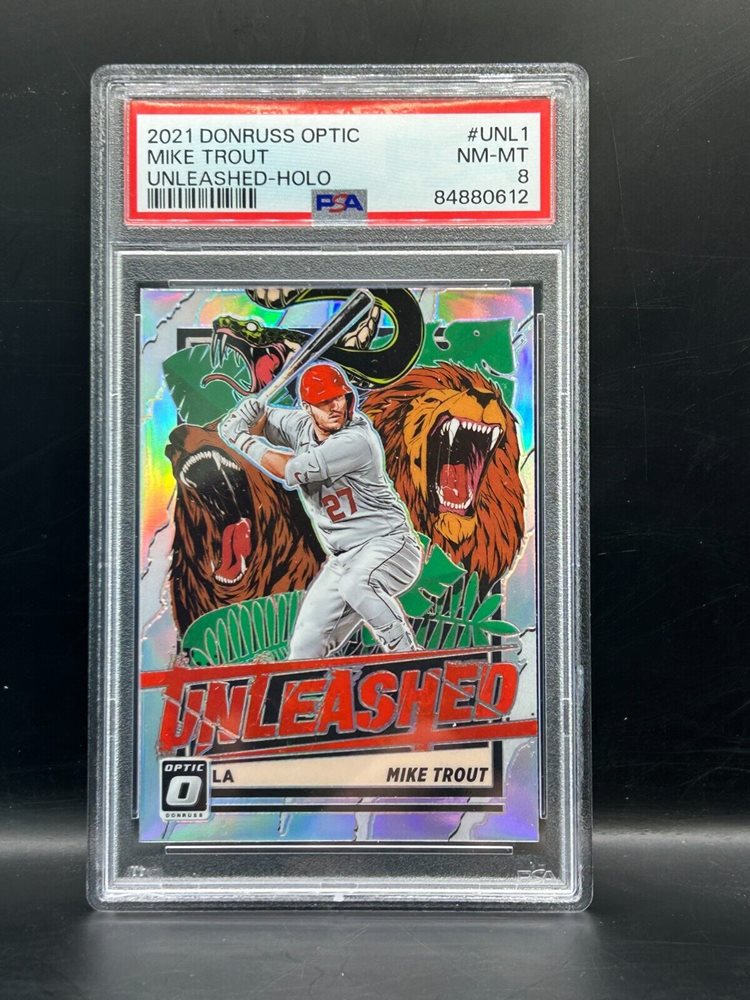 2021 DONRUSS OPTIC #UNL1
MIKE TROUT NM-MT
UNLEASHED-HOLO 8
PSA 84880612
27
UNLEASHED
OPTIC
LA MIKE TROUT
DONRUSS
PSA